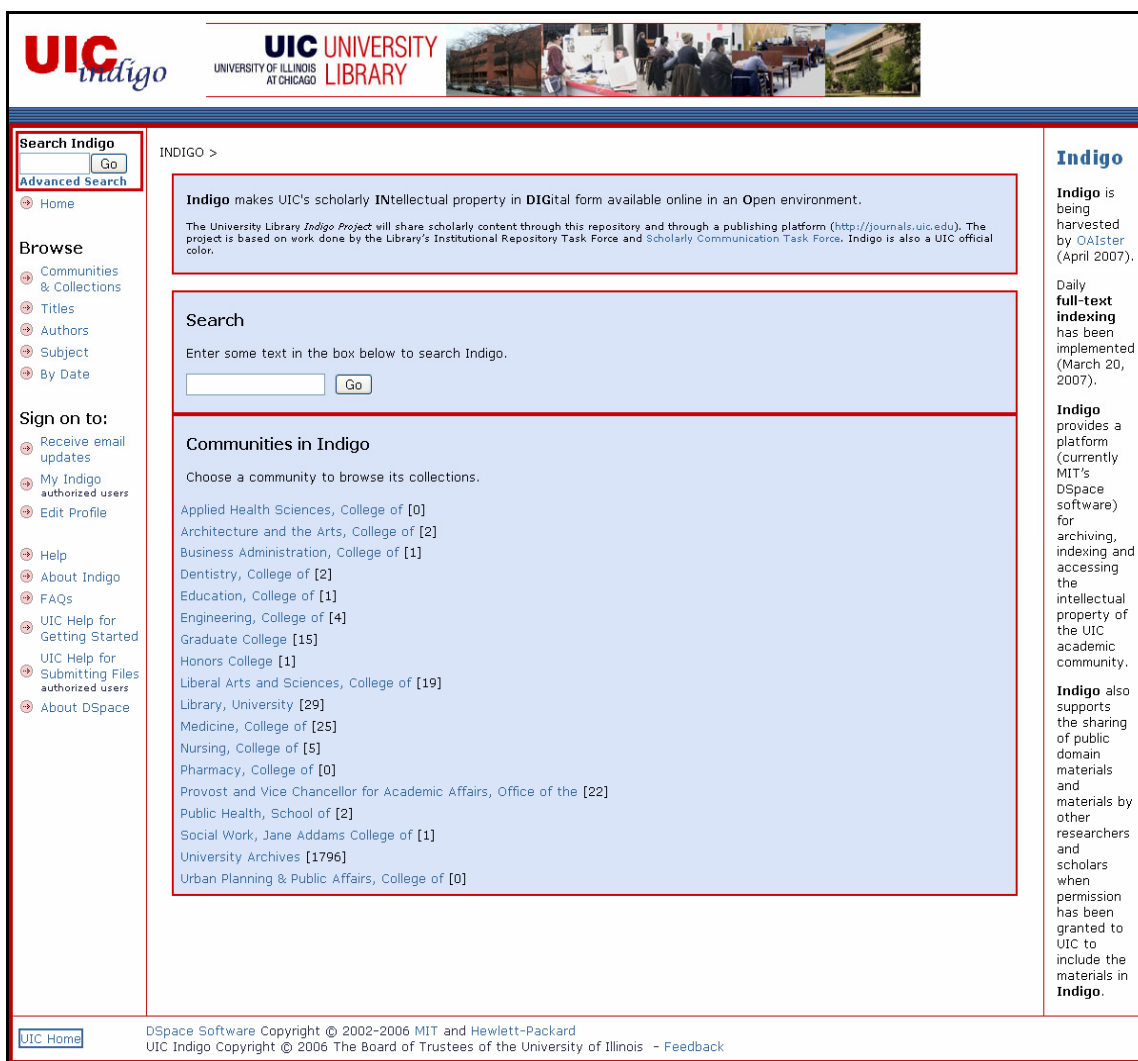 UIC indigo
UIC UNIVERSITY
UNIVERSITY OF ILLINOIS
AT CHICAGO LIBRARY
Search Indigo
Go
Advanced Search
Home
Browse
Communities
& Collections
Titles
Authors
Subject
By Date
Sign on to:
Receive email
updates
My Indigo
authorized users
Edit Profile
Help
About Indigo
FAQs
UIC Help for
Getting Started
UIC Help for
Submitting Files
authorized users
About DSpace
INDIGO >
Indigo makes UIC's scholarly INtellectual property in DIGital form available online in an Open environment.
The University Library Indigo Project will share scholarly content through this repository and through a publishing platform (http://journals.uic.edu). The
project is based on work done by the Library's Institutional Repository Task Force and Scholarly Communication Task Force. Indigo is also a UIC official
color.
Search
Enter some text in the box below to search Indigo.
Go
Communities in Indigo
Choose a community to browse its collections.
Applied Health Sciences, College of [0]
Architecture and the Arts, College of [2]
Business Administration, College of [1]
Dentistry, College of [2]
Education, College of [1]
Engineering, College of [4]
Graduate College [15]
Honors College [1]
Liberal Arts and Sciences, College of [19]
Library, University [29]
Medicine, College of [25]
Nursing, College of [5]
Pharmacy, College of [0]
Provost and Vice Chancellor for Academic Affairs, Office of the [22]
Public Health, School of [2]
Social Work, Jane Addams College of [1]
University Archives [1796]
Urban Planning & Public Affairs, College of [0]
Indigo
Indigo is
being
harvested
by OAIster
(April 2007).
Daily
full-text
indexing
has been
implemented
(March 20,
2007).
Indigo
provides a
platform
(currently
MIT's
DSpace
software)
for
archiving,
indexing and
accessing
the
intellectual
property of
the UIC
academic
community.
Indigo also
supports
the sharing
of public
domain
materials
and
materials by
other
researchers
and
scholars
when
permission
has been
granted to
UIC to
include the
materials in
Indigo.
UIC Home
DSpace Software Copyright © 2002-2006 MIT and Hewlett-Packard
UIC Indigo Copyright © 2006 The Board of Trustees of the University of Illinois - Feedback